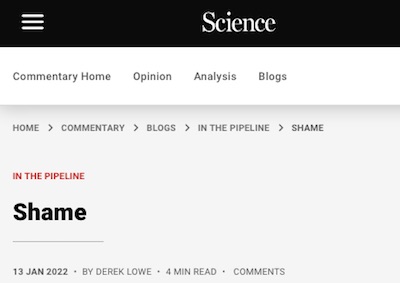 Science
Commentary Home Opinion Analysis Blogs
HOME > COMMENTARY > BLOGS > IN THE PIPELINE > SHAME
IN THE PIPELINE
Shame
13 JAN 2022 • BY DEREK LOWE • 4 MIN READ • COMMENTS